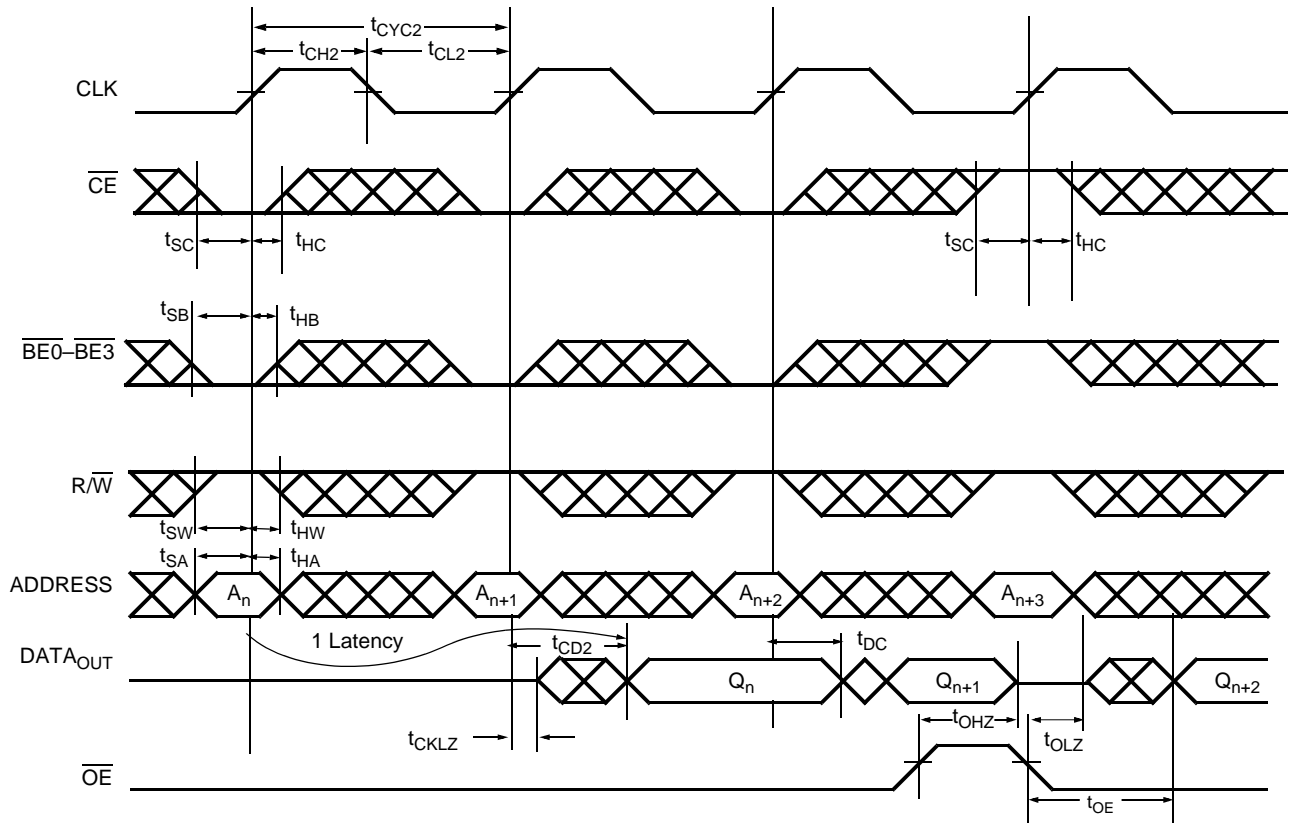 tCYC2
tCH2
tCL2
CLK
CE
tSC
tHC
tSC
tHC
tSB
tHB
BE0–BE3
R/W
tSW
tHW
tSA
tHA
ADDRESS
An
An+1
An+2
An+3
1 Latency
tCD2
tDC
DATAOUT
Qn
Qn+1
Qn+2
tOHZ
tCKLZ
tOLZ
OE
tOE